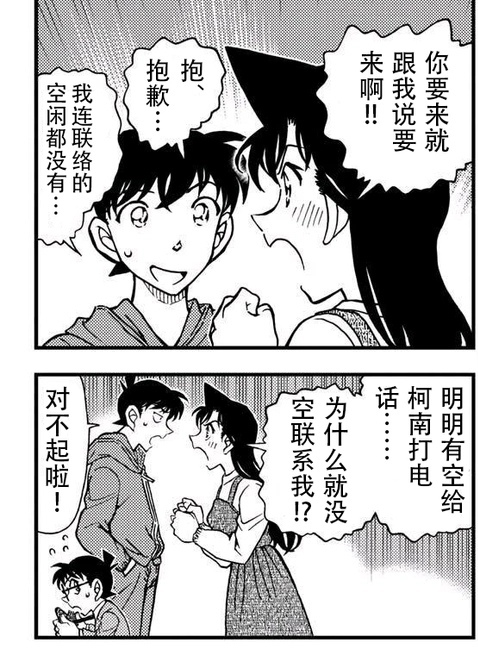 你要来就
跟我说要
来啊!!
抱、
抱歉…
我连联络的
空闲都没有…
明明有空给
柯南打电
话……
为什么就没
空联系我!?
对不起啦！